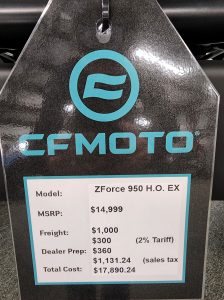 CFMOTO
Model: ZForce 950 H.O. EX
MSRP: $14,999
Freight: $1,000
$300 (2% Tariff)
Dealer Prep: $360
$1,131.24 (sales tax
Total Cost: $17,890.24